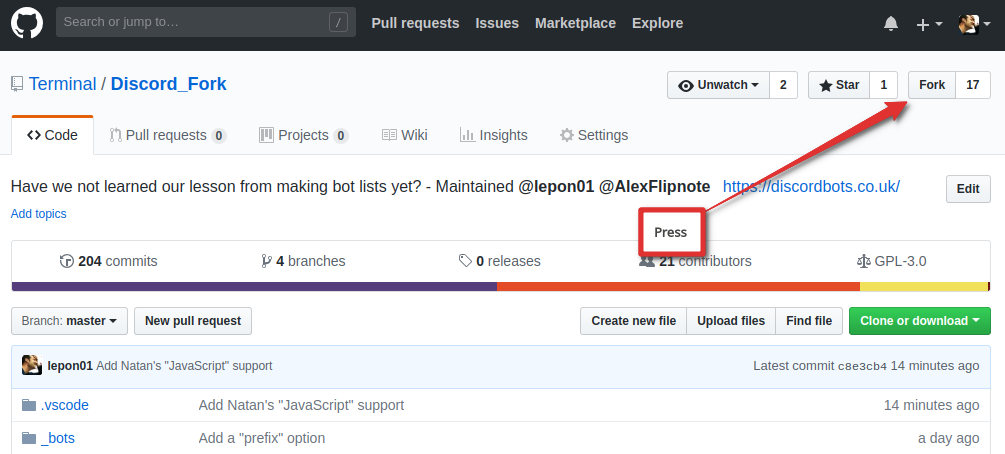 Search or jump to… /
Pull requests Issues Marketplace Explore
Terminal / Discord_Fork
Unwatch 2 Star 1 Fork 17
Code Pull requests 0 Projects 0 Wiki Insights Settings
Have we not learned our lesson from making bot lists yet? - Maintained @lepon01 @AlexFlipnote https://discordbots.co.uk/ Edit
Add topics
Press
204 commits 4 branches 0 releases 21 contributors GPL-3.0
Branch: master New pull request Create new file Upload files Find file Clone or download
lepon01 Add Natan's "JavaScript" support Latest commit c8e3cb4 14 minutes ago
.vscode Add Natan's "JavaScript" support 14 minutes ago
_bots Add a "prefix" option a day ago